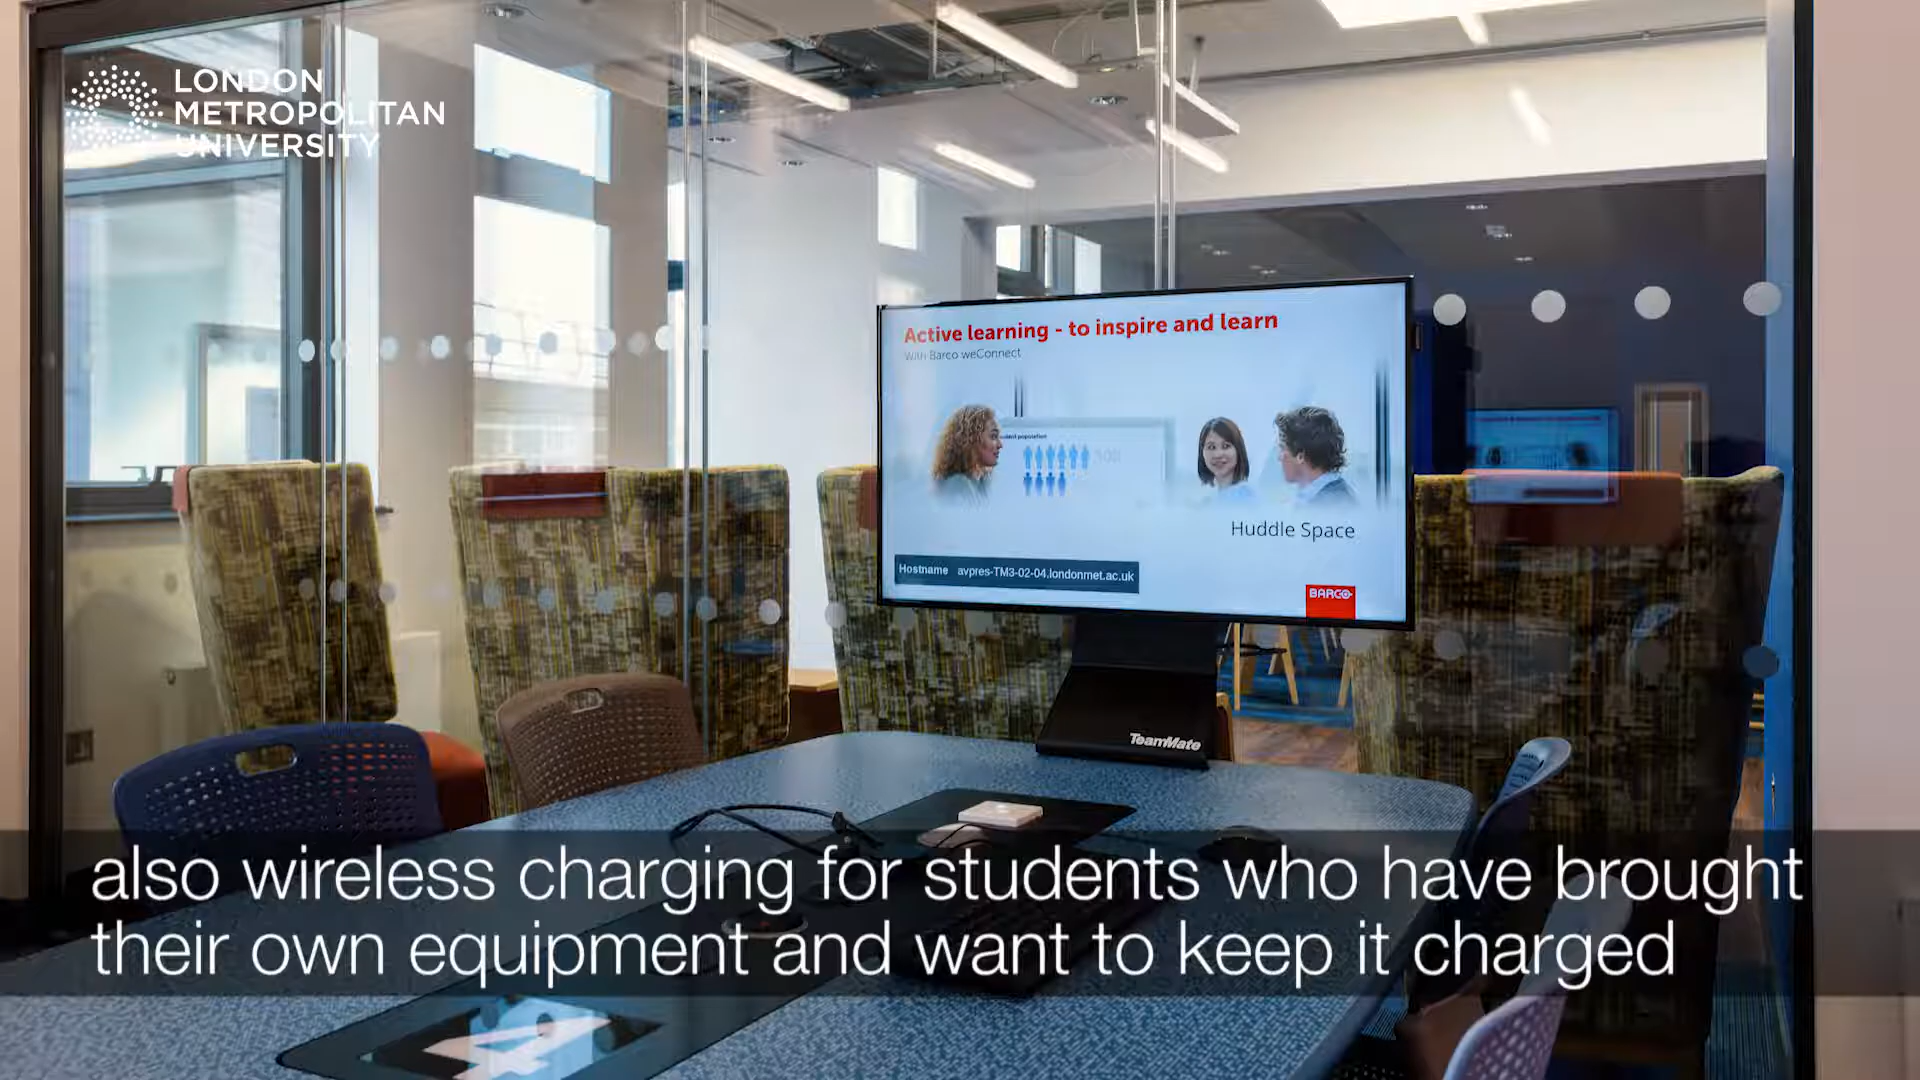 LONDON
METROPOLITAN
UNIVERSITY
Active learning - to inspire and learn
With Barco weConnect
population
Huddle Space
Hostname avpres-TM3-02-04.londonmet.ac.uk
BARCO
TeamMate
also wireless charging for students who have brought
their own equipment and want to keep it charged